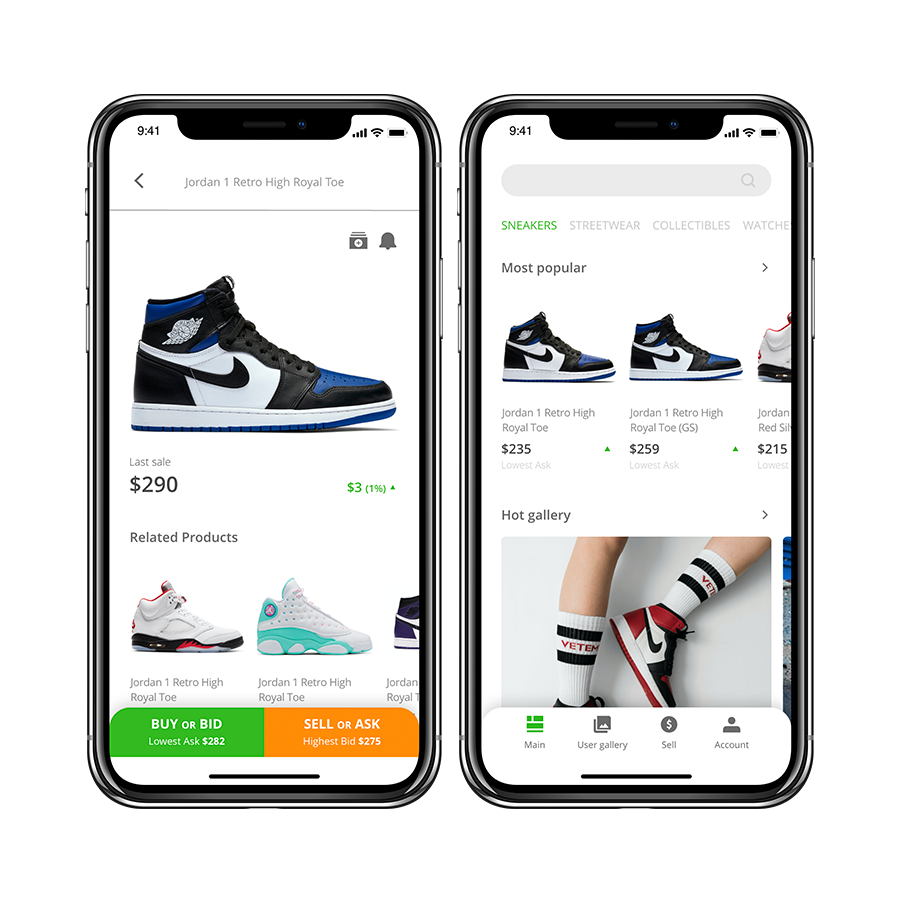 9:41
Jordan 1 Retro High Royal Toe
Last sale
$290
$3 (1%)
Related Products
Jordan 1 Retro High
Royal Toe
Jordan 1 Retro High
Royal Toe
Jordan
Royal T
BUY OR BID
Lowest Ask $282
SELL OR ASK
Highest Bid $275
9:41
SNEAKERS STREETWEAR COLLECTIBLES WATCHE
Most popular
Jordan 1 Retro High
Royal Toe
$235
Lowest Ask
Jordan 1 Retro High
Royal Toe (GS)
$259
Lowest Ask
Jordan
Red Sil
$215
Lowest
Hot gallery
VETEM
VETE
Main
User gallery
Sell
Account